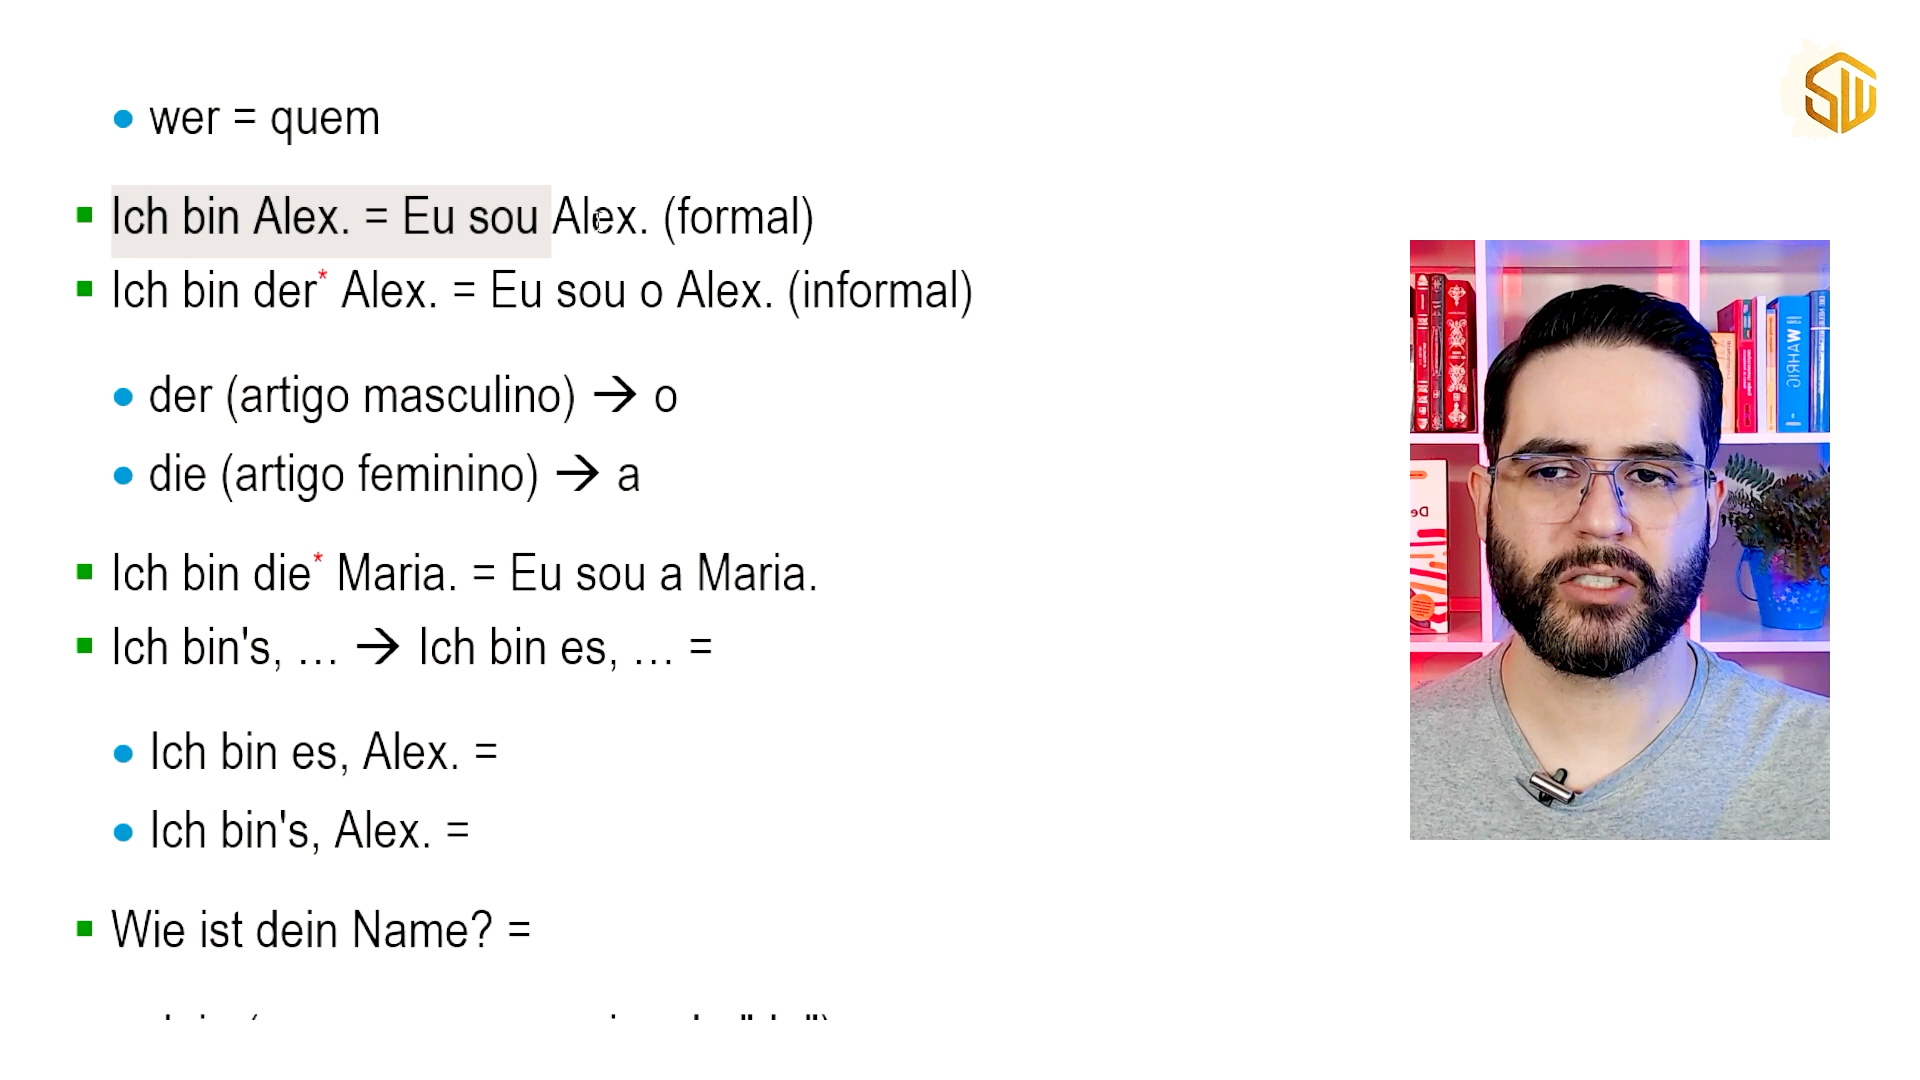 wer = quem
Ich bin Alex. = Eu sou Alex. (formal)
Ich bin der* Alex. = Eu sou o Alex. (informal)
der (artigo masculino) → o
die (artigo feminino) → a
Ich bin die* Maria. = Eu sou a Maria.
Ich bin's, … → Ich bin es, … =
Ich bin es, Alex. =
Ich bin's, Alex. =
Wie ist dein Name? =